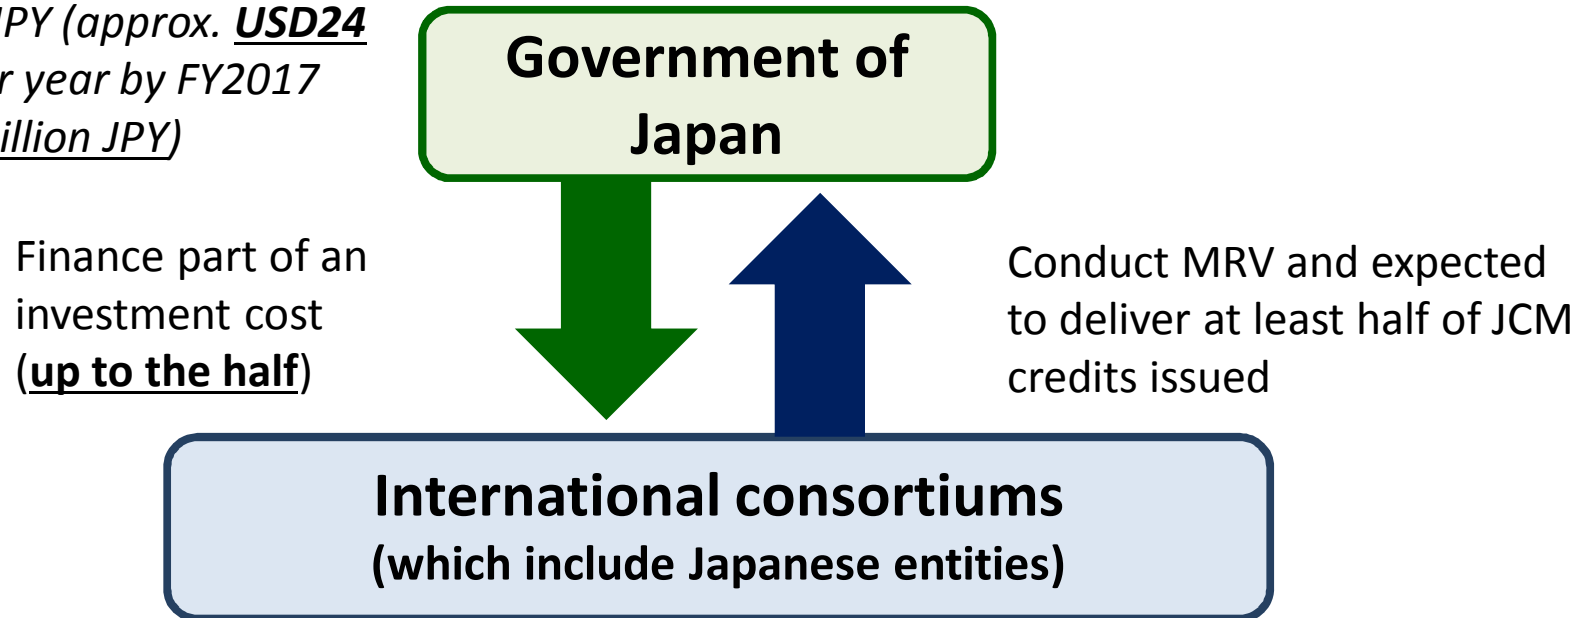 JPY (approx. USD24
r year by FY2017
illion JPY)
Government of
Japan
Finance part of an
investment cost
(up to the half)
Conduct MRV and expected
to deliver at least half of JCM
credits issued
International consortiums
(which include Japanese entities)